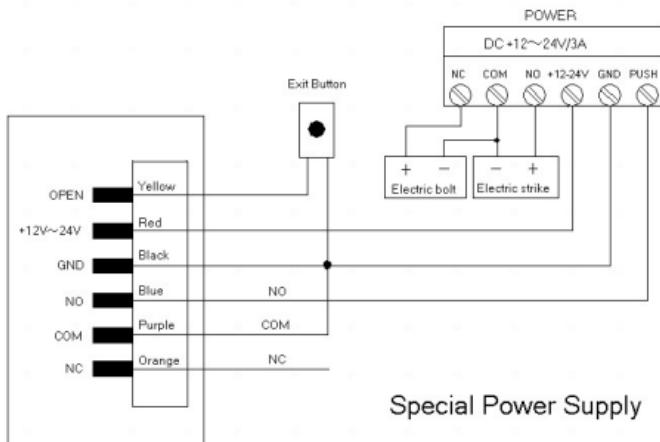 POWER
DC +12～24V/3A
NC COM NO +12-24V GND PUSH
Exit Button
+ − − +
Electric bolt Electric strike
OPEN Yellow
+12V～24V Red
GND Black
NO Blue NO
COM Purple COM
NC Orange NC
Special Power Supply